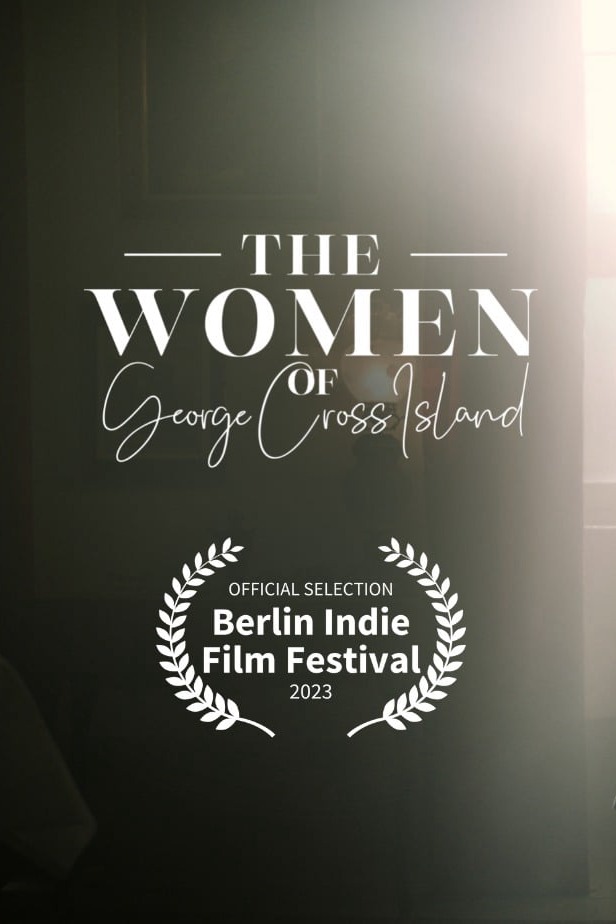 THE
WOMEN
OF
George Cross Island
OFFICIAL SELECTION
Berlin Indie
Film Festival
2023